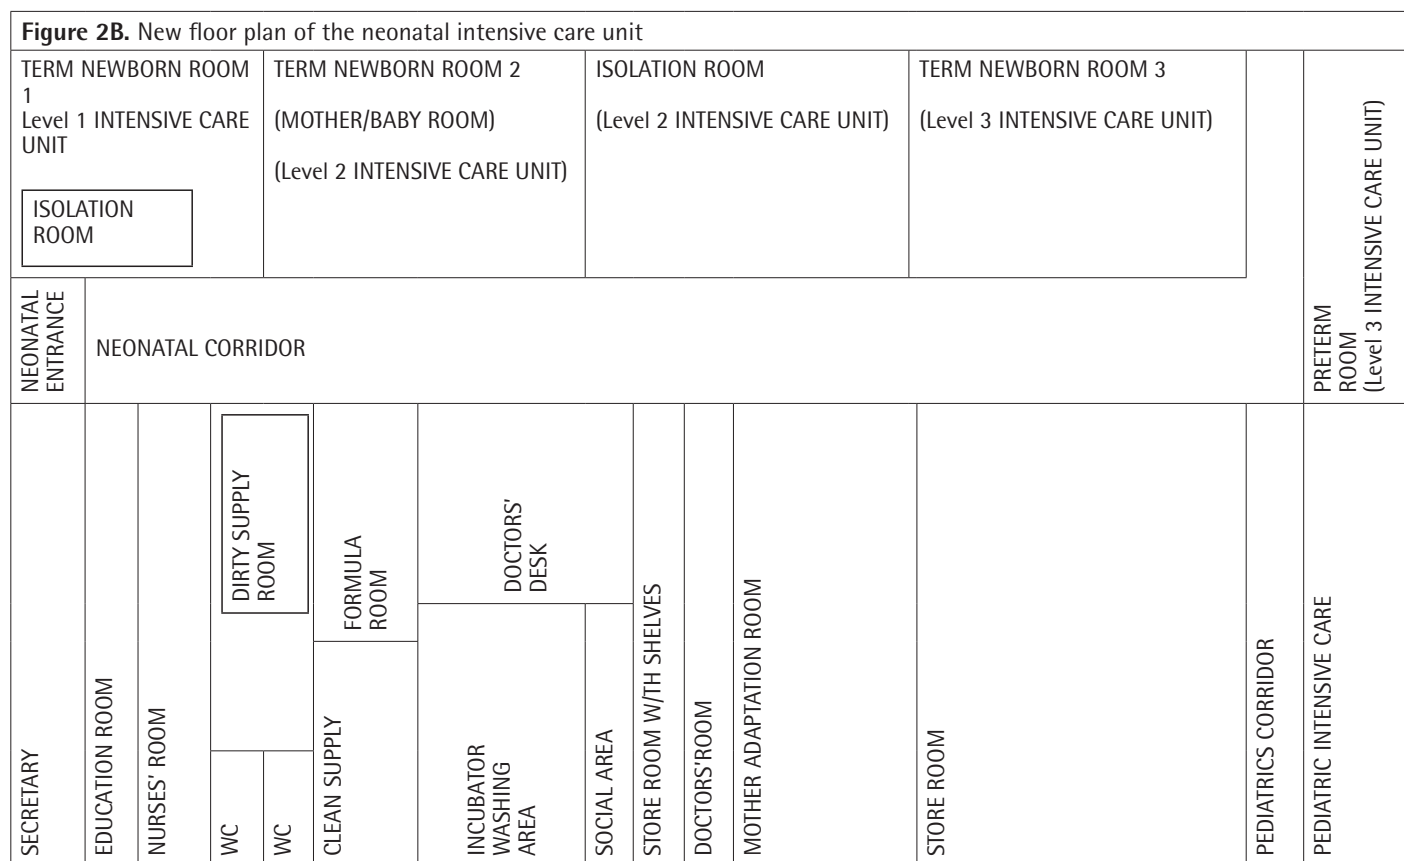 Figure 2B. New floor plan of the neonatal intensive care unit
TERM NEWBORN ROOM
1
Level 1 INTENSIVE CARE
UNIT
ISOLATION
ROOM
TERM NEWBORN ROOM 2
(MOTHER/BABY ROOM)
(Level 2 INTENSIVE CARE UNIT)
ISOLATION ROOM
(Level 2 INTENSIVE CARE UNIT)
TERM NEWBORN ROOM 3
(Level 3 INTENSIVE CARE UNIT)
PRETERM
ROOM
(Level 3 INTENSIVE CARE UNIT)
NEONATAL
ENTRANCE
NEONATAL CORRIDOR
SECRETARY
EDUCATION ROOM
NURSES' ROOM
DIRTY SUPPLY
ROOM
WC
WC
FORMULA
ROOM
CLEAN SUPPLY
DOCTORS'
DESK
INCUBATOR
WASHING
AREA
SOCIAL AREA
STORE ROOM W/TH SHELVES
DOCTORS'ROOM
MOTHER ADAPTATION ROOM
STORE ROOM
PEDIATRICS CORRIDOR
PEDIATRIC INTENSIVE CARE